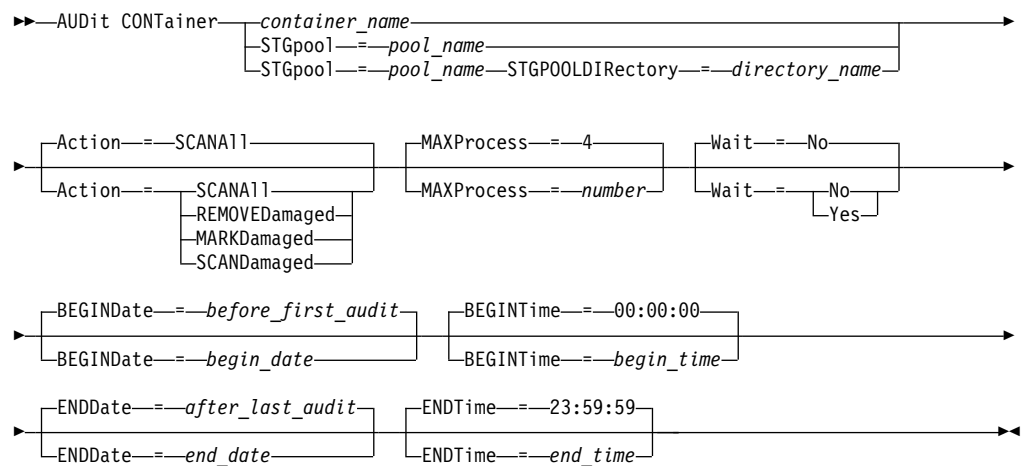 AUDit CONTainer container_name
STGpool = pool_name
STGpool = pool_name STGPOOLDIRectory = directory_name
Action = SCANAll MAXProcess = 4 Wait = No
Action = SCANAll MAXProcess = number Wait = No
REMOVEDamaged Yes
MARKDamaged
SCANDamaged
BEGINDate = before_first_audit BEGINTime = 00:00:00
BEGINDate = begin_date BEGINTime = begin_time
ENDDate = after_last_audit ENDTime = 23:59:59
ENDDate = end_date ENDTime = end_time